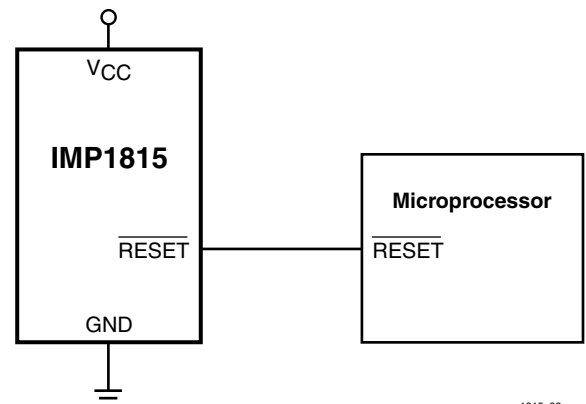 VCC
IMP1815
Microprocessor
RESET
RESET
GND